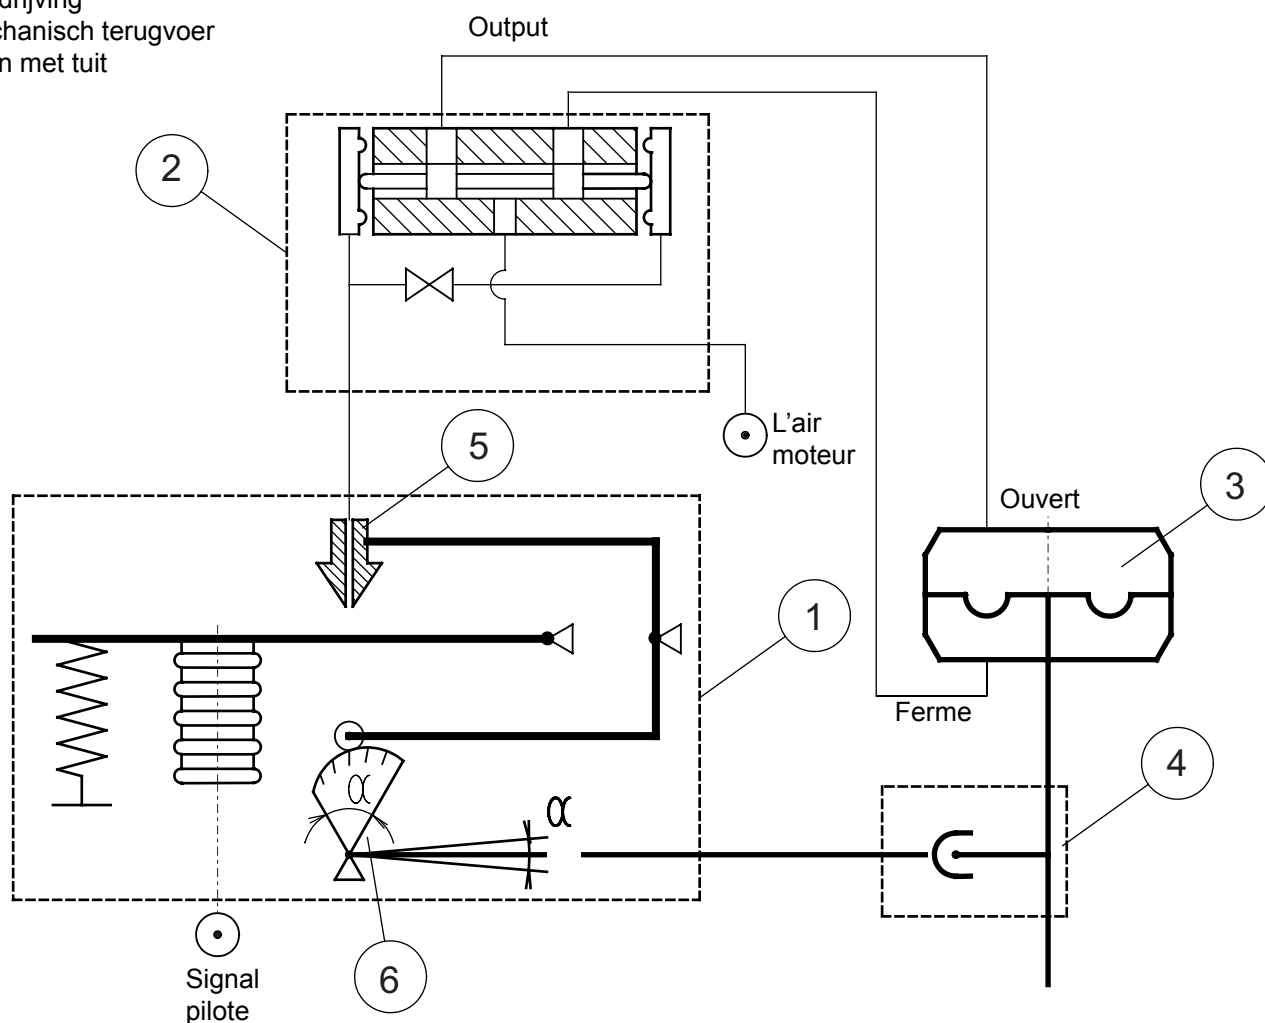 chanisch terugvoer
n met tuit
Output
2
L'air
moteur
5
Ouvert
3
1
Ferme
4
α
α
6
Signal
pilote